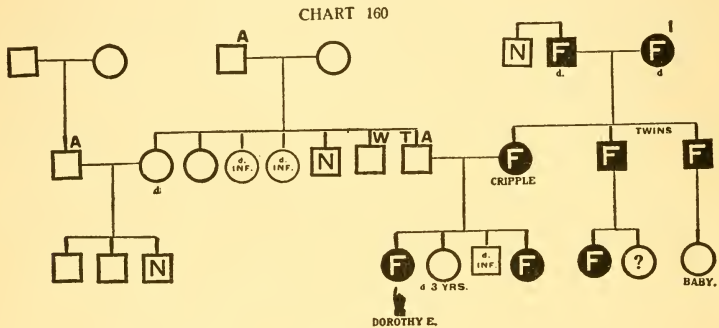 CHART 160
A
N
F
d.
F
d
A
d.
d.
INF.
d.
INF.
N
W
T
A
F
CRIPPLE
TWINS
F
F
N
F
d 3 YRS.
d.
INF.
F
F
?
BABY.
DOROTHY E.